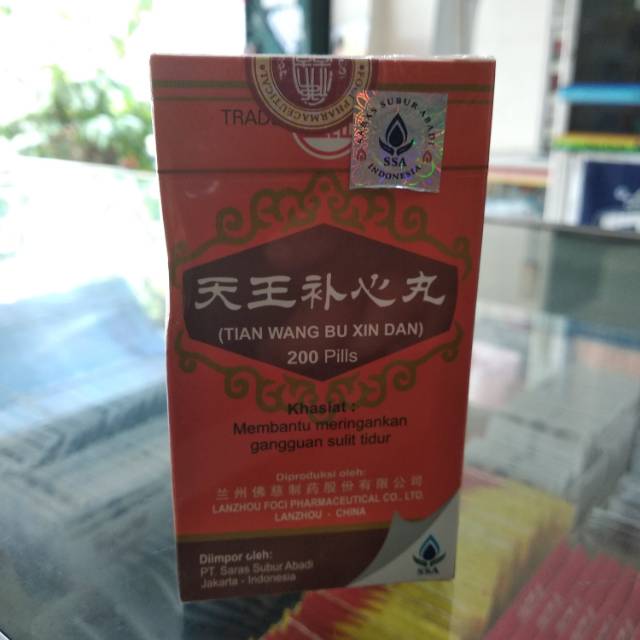 TRADE
SUBUR ABADI
SSA
INDONESIA
天王补心丸
(TIAN WANG BU XIN DAN)
200 Pills
Khasiat :
Membantu meringankan
gangguan sulit tidur
Diproduksi oleh:
兰州佛慈制药股份有限公司
LANZHOU FOCI PHARMACEUTICAL CO., LTD.
LANZHOU - CHINA
Diimpor oleh:
PT. Saras Subur Abadi
Jakarta - Indonesia
SSA